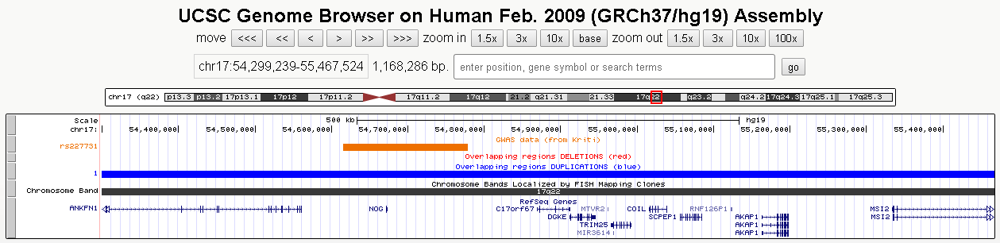 UCSC Genome Browser on Human Feb. 2009 (GRCh37/hg19) Assembly
move <<< << < > >> >>> zoom in 1.5x 3x 10x base zoom out 1.5x 3x 10x 100x
chr17:54,299,239-55,467,524 1,168,286 bp. enter position, gene symbol or search terms go
chr17 (q22) p13.3 p13.2 17p13.1 17p12 17p11.2 17q11.2 17q12 21.2 q21.31 21.33 17q22 q23.2 q24.2 17q24.3 17q25.1 17q25.3
Scale 500 kb hg19
chr17: 54,400,000 54,500,000 54,600,000 54,700,000 54,800,000 54,900,000 55,000,000 55,100,000 55,200,000 55,300,000 55,400,000
GWAS data (from Kriti)
rs227731
Overlapping regions DELETIONS (red)
Overlapping regions DUPLICATIONS (blue)
1
Chromosome Bands Localized by FISH Mapping Clones
Chromosome Band 17q22
RefSeq Genes
ANKFN1 NOG C17orf67 MTVR2 COIL RNF126P1 MSI2
DGKE SCPEP1 AKAP1 MSI2
TRIM25 AKAP1
MIR3614 AKAP1